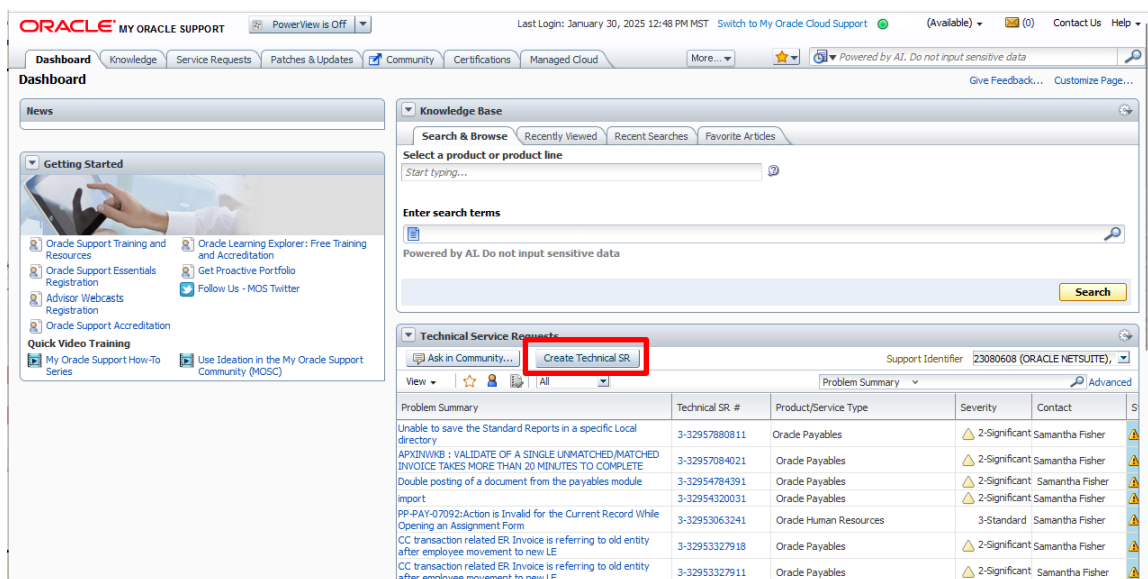 ORACLE MY ORACLE SUPPORT PowerView is Off Last Login: January 30, 2025 12:48 PM MST Switch to My Oracle Cloud Support (Available) (0) Contact Us Help
Dashboard Knowledge Service Requests Patches & Updates Community Certifications Managed Cloud More... Powered by AI. Do not input sensitive data
Dashboard Give Feedback... Customize Page...
News
Getting Started
Oracle Support Training and
Resources
Oracle Support Essentials
Registration
Advisor Webcasts
Registration
Oracle Support Accreditation
Oracle Learning Explorer: Free Training
and Accreditation
Get Proactive Portfolio
Follow Us - MOS Twitter
Quick Video Training
My Oracle Support How-To
Series
Use Ideation in the My Oracle Support
Community (MOSC)
Knowledge Base
Search & Browse Recently Viewed Recent Searches Favorite Articles
Select a product or product line
Start typing...
Enter search terms
Powered by AI. Do not input sensitive data
Search
Technical Service Requests
Ask in Community... Create Technical SR Support Identifier 23080608 (ORACLE NETSUITE),
View All Problem Summary Advanced
Problem Summary Technical SR # Product/Service Type Severity Contact
Unable to save the Standard Reports in a specific Local
directory
3-32957880811 Oracle Payables 2-Significant Samantha Fisher
APXINWKB : VALIDATE OF A SINGLE UNMATCHED/MATCHED
INVOICE TAKES MORE THAN 20 MINUTES TO COMPLETE
3-32957084021 Oracle Payables 2-Significant Samantha Fisher
Double posting of a document from the payables module 3-32954784391 Oracle Payables 2-Significant Samantha Fisher
import 3-32954320031 Oracle Payables 2-Significant Samantha Fisher
PP-PAY-07092:Action is Invalid for the Current Record While
Opening an Assignment Form
3-32953063241 Oracle Human Resources 3-Standard Samantha Fisher
CC transaction related ER Invoice is referring to old entity
after employee movement to new LE
3-32953327918 Oracle Payables 2-Significant Samantha Fisher
CC transaction related ER Invoice is referring to old entity
after employee movement to new LE
3-32953327911 Oracle Payables 2-Significant Samantha Fisher